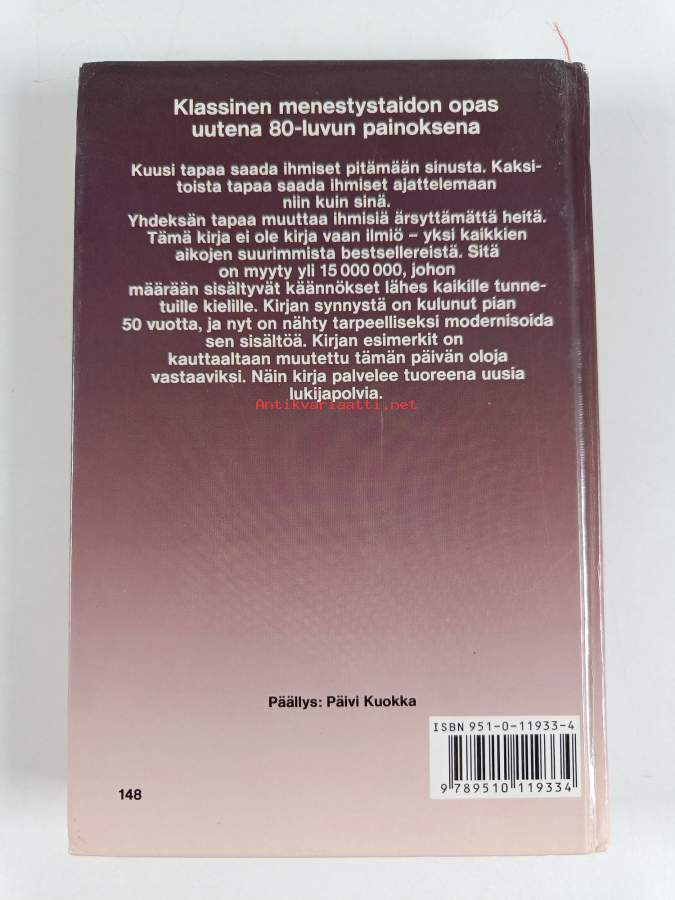 Klassinen menestystaidon opas
uutena 80-luvun painoksena
Kuusi tapaa saada ihmiset pitämään sinusta. Kaksi-
toista tapaa saada ihmiset ajattelemaan
niin kuin sinä.
Yhdeksän tapaa muuttaa ihmisiä ärsyttämättä heitä.
Tämä kirja ei ole kirja vaan ilmiö – yksi kaikkien
aikojen suurimmista bestsellereistä. Sitä
on myyty yli 15 000 000, johon
määrään sisältyvät käännökset lähes kaikille tunne-
tuille kielille. Kirjan synnystä on kulunut pian
50 vuotta, ja nyt on nähty tarpeelliseksi modernisoida
sen sisältöä. Kirjan esimerkit on
kauttaaltaan muutettu tämän päivän oloja
vastaaviksi. Näin kirja palvelee tuoreena uusia
lukijapolvia.
Antikvariaatti.net
Päällys: Päivi Kuokka
ISBN 951-0-11933-4
9 789510 119334
148